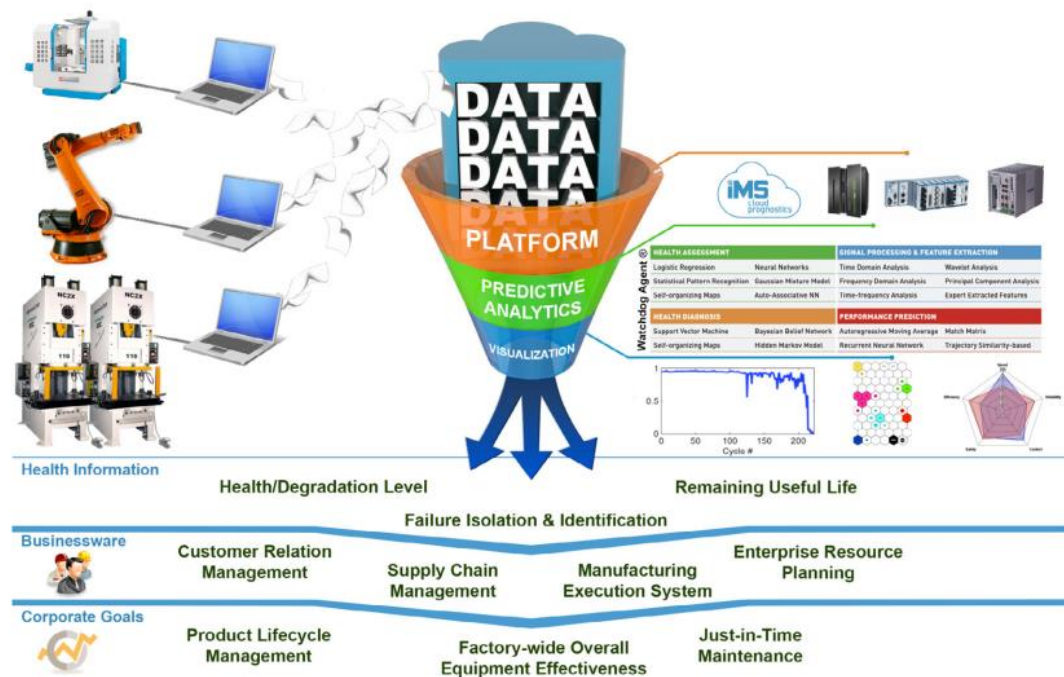 DATA
DATA
DATA
DATA
PLATFORM
PREDICTIVE
ANALYTICS
VISUALIZATION
iMS
cloud
prognostics
Watchdog Agent ®
HEALTH ASSESSMENT
Logistic Regression Neural Networks
Statistical Pattern Recognition Gaussian Mixture Model
Self-organizing Maps Auto-Associative NN
SIGNAL PROCESSING & FEATURE EXTRACTION
Time Domain Analysis Wavelet Analysis
Frequency Domain Analysis Principal Component Analysis
Time-frequency Analysis Expert Extracted Features
HEALTH DIAGNOSIS
Support Vector Machine Bayesian Belief Network
Self-organizing Maps Hidden Markov Model
PERFORMANCE PREDICTION
Autoregressive Moving Average Match Matrix
Recurrent Neural Network Trajectory Similarity-based
NC2X NC2X
110 110
1
0.5
0
0 50 100 150 200
Cycle #
Health Information
Health/Degradation Level
Remaining Useful Life
Failure Isolation & Identification
Businessware
Customer Relation
Management
Supply Chain
Management
Manufacturing
Execution System
Enterprise Resource
Planning
Corporate Goals
Product Lifecycle
Management
Factory-wide Overall
Equipment Effectiveness
Just-in-Time
Maintenance